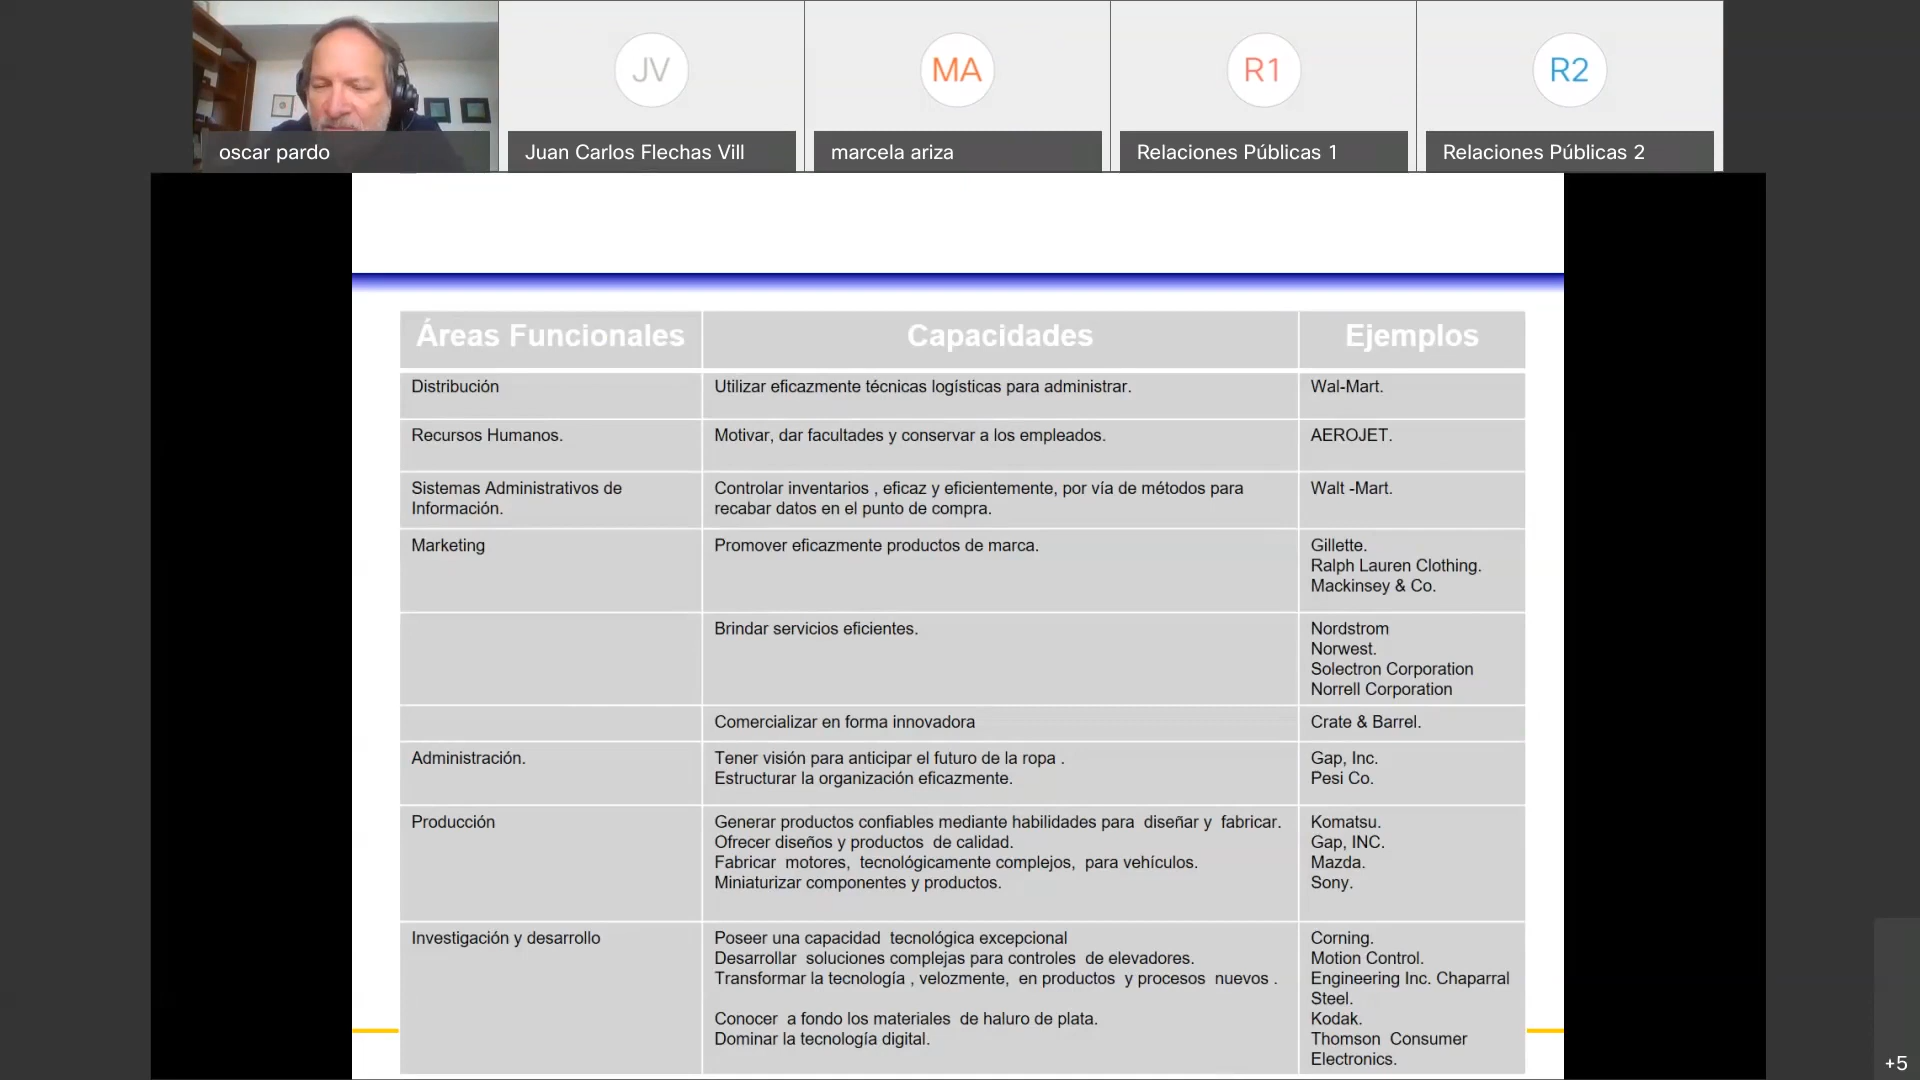 JV
MA
R1
R2
oscar pardo
Juan Carlos Flechas Vill
marcela ariza
Relaciones Públicas 1
Relaciones Públicas 2
Áreas Funcionales
Capacidades
Ejemplos
Distribución
Utilizar eficazmente técnicas logísticas para administrar.
Wal-Mart.
Recursos Humanos.
Motivar, dar facultades y conservar a los empleados.
AEROJET.
Sistemas Administrativos de
Información.
Controlar inventarios , eficaz y eficientemente, por vía de métodos para
recabar datos en el punto de compra.
Walt -Mart.
Marketing
Promover eficazmente productos de marca.
Gillette.
Ralph Lauren Clothing.
Mackinsey & Co.
Brindar servicios eficientes.
Nordstrom
Norwest.
Solectron Corporation
Norrell Corporation
Comercializar en forma innovadora
Crate & Barrel.
Administración.
Tener visión para anticipar el futuro de la ropa .
Estructurar la organización eficazmente.
Gap, Inc.
Pesi Co.
Producción
Generar productos confiables mediante habilidades para diseñar y fabricar.
Ofrecer diseños y productos de calidad.
Fabricar motores, tecnológicamente complejos, para vehículos.
Miniaturizar componentes y productos.
Komatsu.
Gap, INC.
Mazda.
Sony.
Investigación y desarrollo
Poseer una capacidad tecnológica excepcional
Desarrollar soluciones complejas para controles de elevadores.
Transformar la tecnología , velozmente, en productos y procesos nuevos .
Conocer a fondo los materiales de haluro de plata.
Dominar la tecnología digital.
Corning.
Motion Control.
Engineering Inc. Chaparral
Steel.
Kodak.
Thomson Consumer
Electronics.
+5